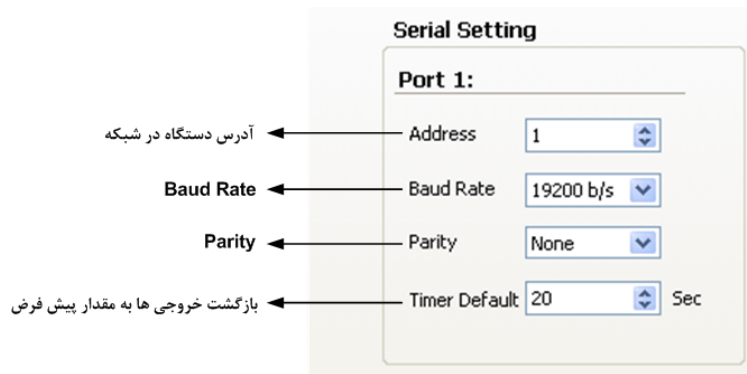 Serial Setting
Port 1:
آدرس دستگاه در شبکه Address 1
Baud Rate Baud Rate 19200 b/s
Parity Parity None
بازگشت خروجی ها به مقدار پیش فرض Timer Default 20 Sec